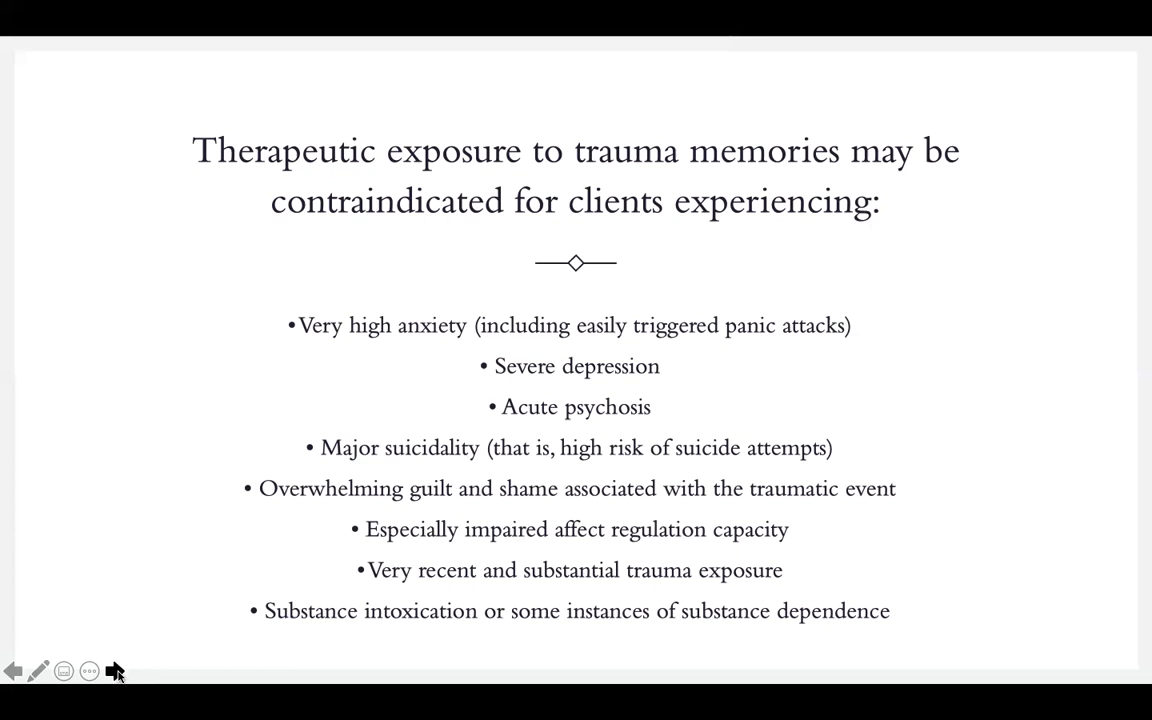 Therapeutic exposure to trauma memories may be
contraindicated for clients experiencing:
•Very high anxiety (including easily triggered panic attacks)
• Severe depression
• Acute psychosis
• Major suicidality (that is, high risk of suicide attempts)
• Overwhelming guilt and shame associated with the traumatic event
• Especially impaired affect regulation capacity
•Very recent and substantial trauma exposure
• Substance intoxication or some instances of substance dependence